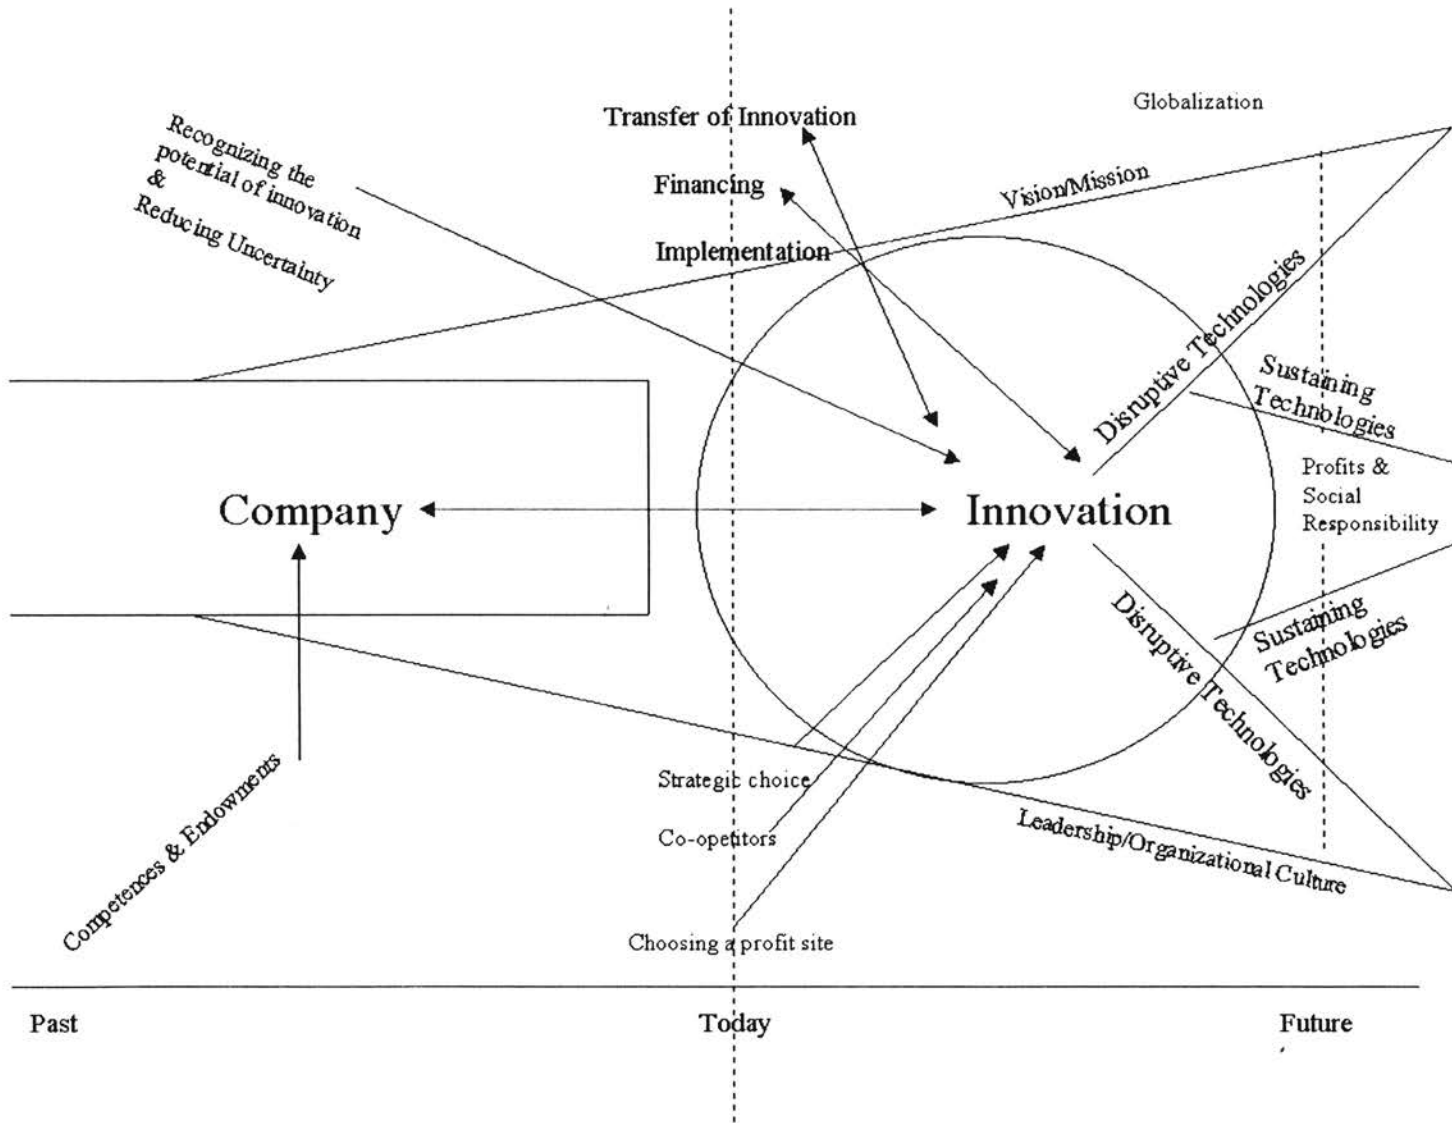 Globalization
Transfer of Innovation
Recognizing the
potential of innovation
&
Reducing Uncertainty
Financing
Vision/Mission
Implementation
Disruptive Technologies
Sustaining
Technologies
Profits &
Social
Responsibility
Company
Innovation
Disruptive Technologies
Sustaining
Technologies
Strategic choice
Co-opetitors
Leadership/Organizational Culture
Competences & Endowments
Choosing a profit site
Past
Today
Future